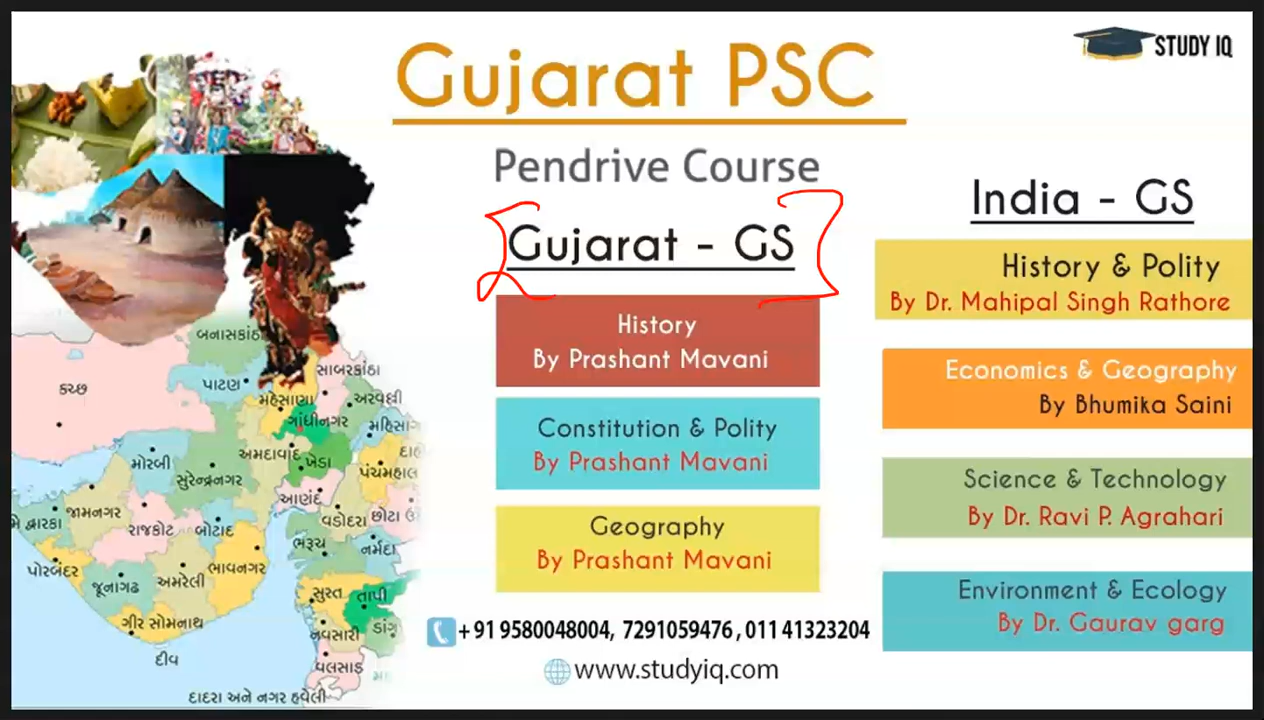 STUDY IQ
Gujarat PSC
Pendrive Course
Gujarat - GS
History
By Prashant Mavani
Constitution & Polity
By Prashant Mavani
Geography
By Prashant Mavani
India - GS
History & Polity
By Dr. Mahipal Singh Rathore
Economics & Geography
By Bhumika Saini
Science & Technology
By Dr. Ravi P. Agrahari
Environment & Ecology
By Dr. Gaurav garg
+91 9580048004, 7291059476, 011 41323204
www.studyiq.com
બનાસકાંઠા
કચ્છ
પાટણ
સાબરકાંઠા
મહેસાણા
અરવલ્લી
ગાંધીનગર
મહિસાગ
મોરબી
અમદાવાદ
ખેડા
પંચમહાલ
દાહ
સુરેન્દ્રનગર
આણંદ
જામનગર
રાજકોટ
બોટાદ
વડોદરા
છોટા ઉ
દ્વારકા
ભરૂચ
નર્મદા
પોરબંદર
જૂનાગઢ
અમરેલી
ભાવનગર
સુરત
તાપી
ગીર સોમનાથ
નવસારી
ડાંગ
દીવ
વલસાડ
દાદરા અને નગર હવેલી